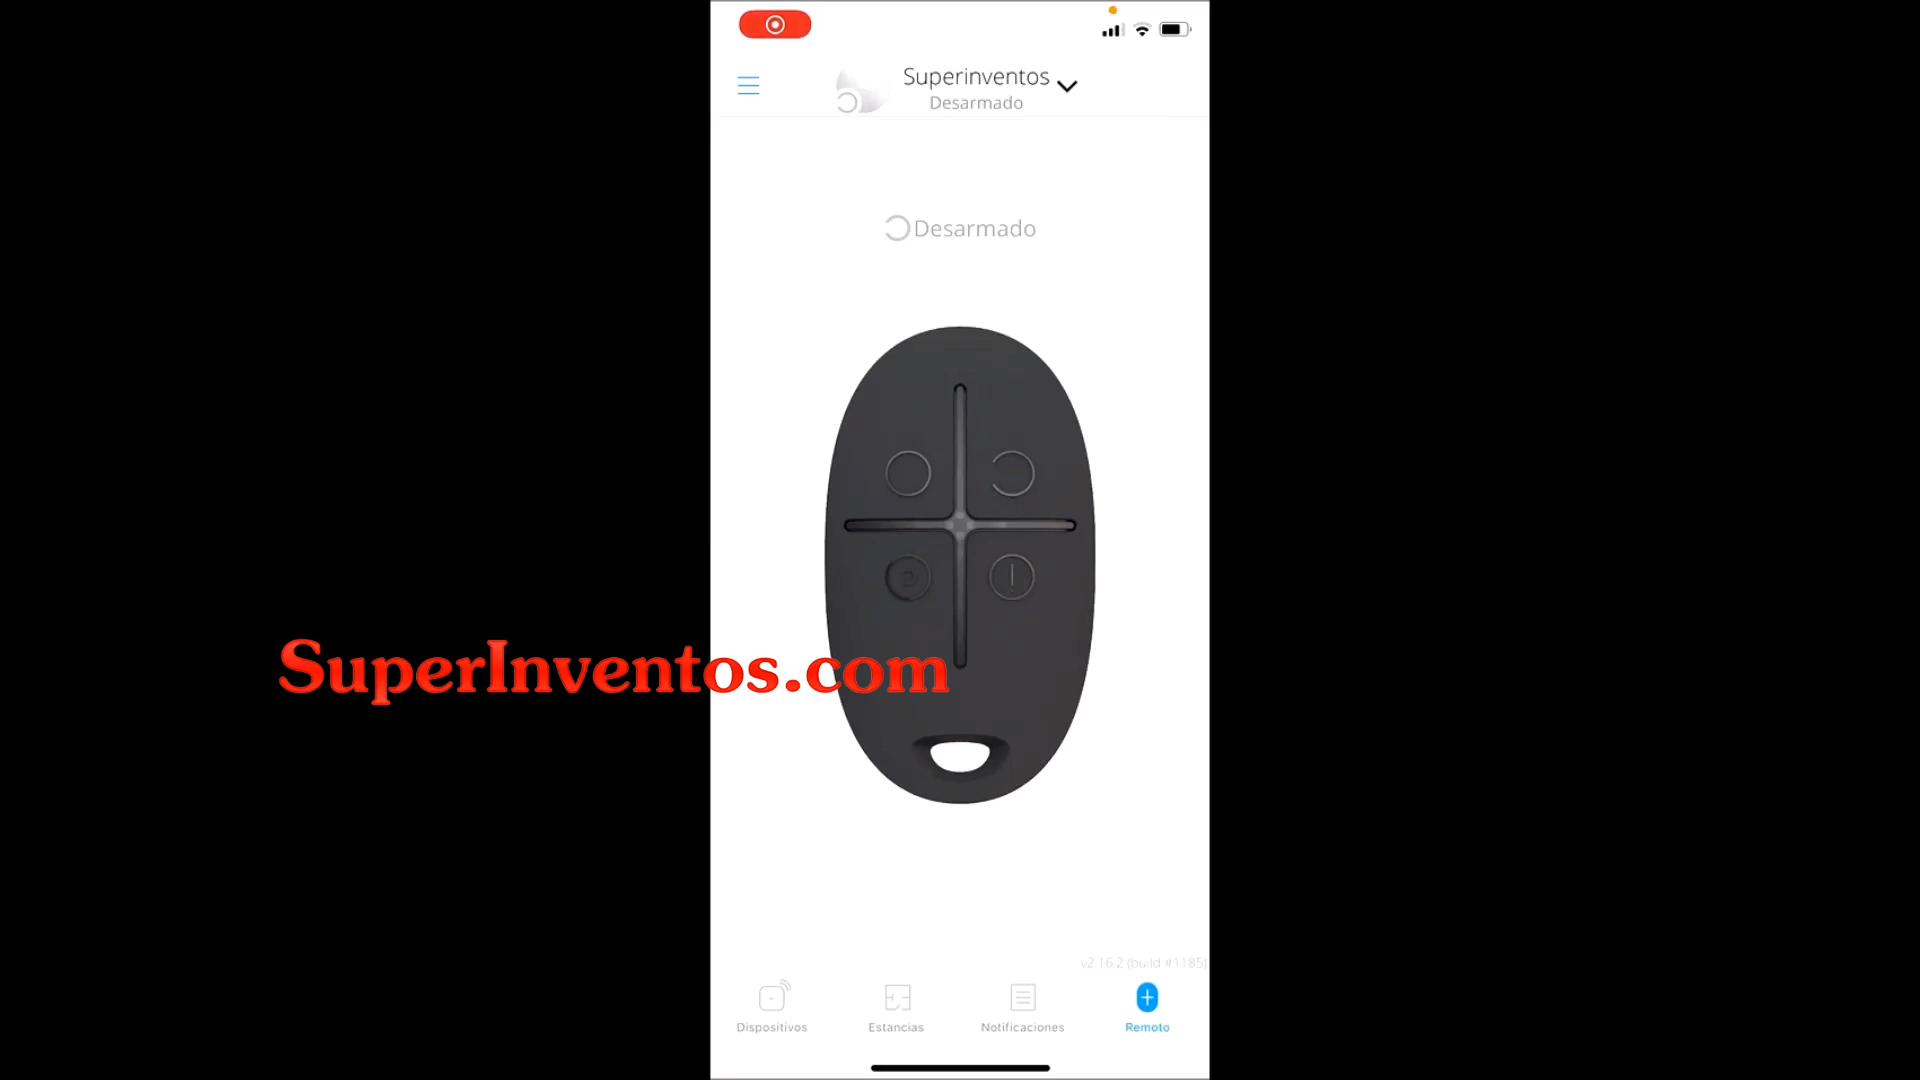 Superinventos
Desarmado
Desarmado
SuperInventos.com
v2.16.2 (build #1185)
Dispositivos
Estancias
Notificaciones
Remoto